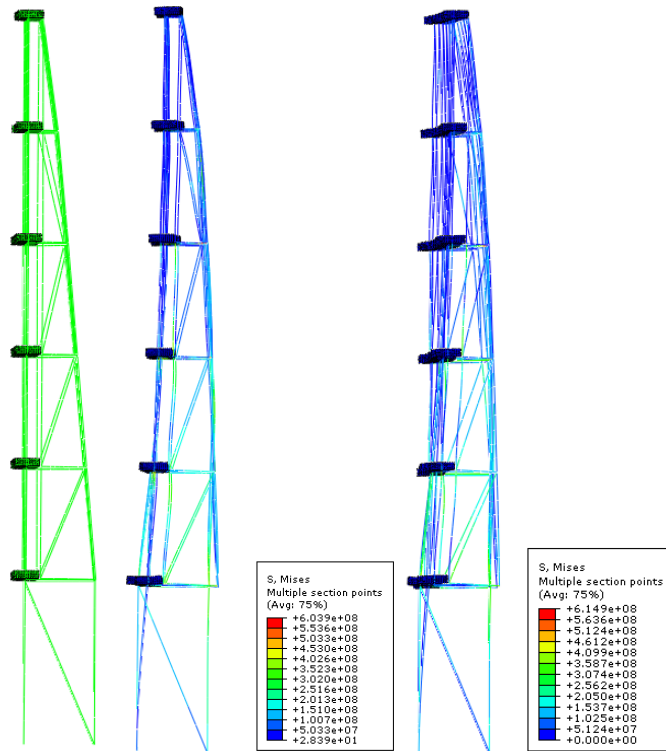 S, Mises
Multiple section points
(Avg: 75%)
+6.039e+08
+5.536e+08
+5.033e+08
+4.530e+08
+4.026e+08
+3.523e+08
+3.020e+08
+2.516e+08
+2.013e+08
+1.510e+08
+1.007e+08
+5.033e+07
+2.839e+01
S, Mises
Multiple section points
(Avg: 75%)
+6.149e+08
+5.636e+08
+5.124e+08
+4.612e+08
+4.099e+08
+3.587e+08
+3.074e+08
+2.562e+08
+2.050e+08
+1.537e+08
+1.025e+08
+5.124e+07
+0.000e+00